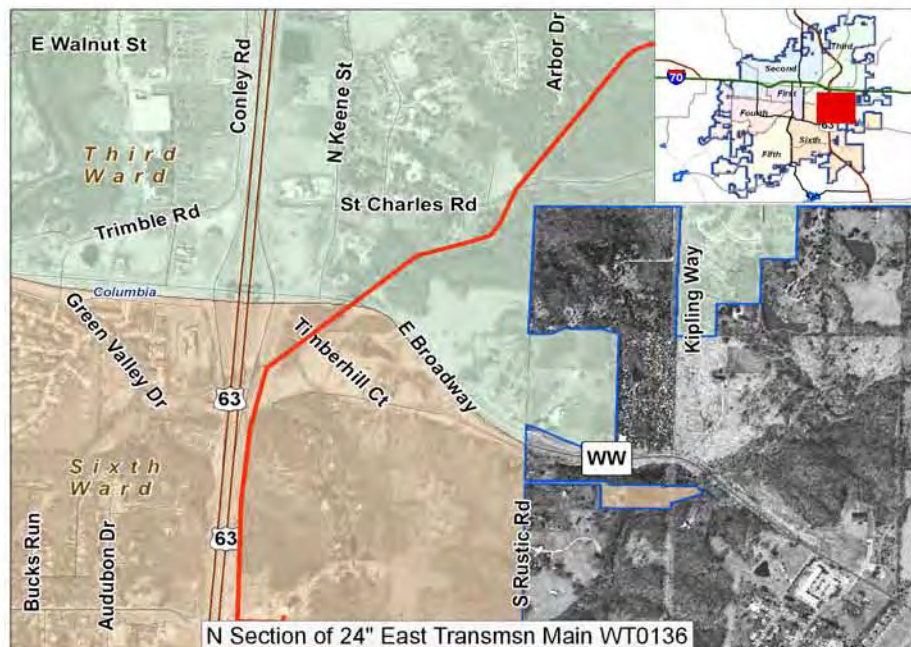 E Walnut St
Conley Rd
N Keene St
Arbor Dr
Third
Ward
St Charles Rd
Trimble Rd
Columbia
Green Valley Dr
Timberhill Ct
E Broadway
Kipling Way
63
WW
Sixth
Ward
63
Bucks Run
Audubon Dr
S Rustic Rd
N Section of 24" East Transmsn Main WT0136
70
Third
Second
First
Fourth
63
Sixth
Fifth